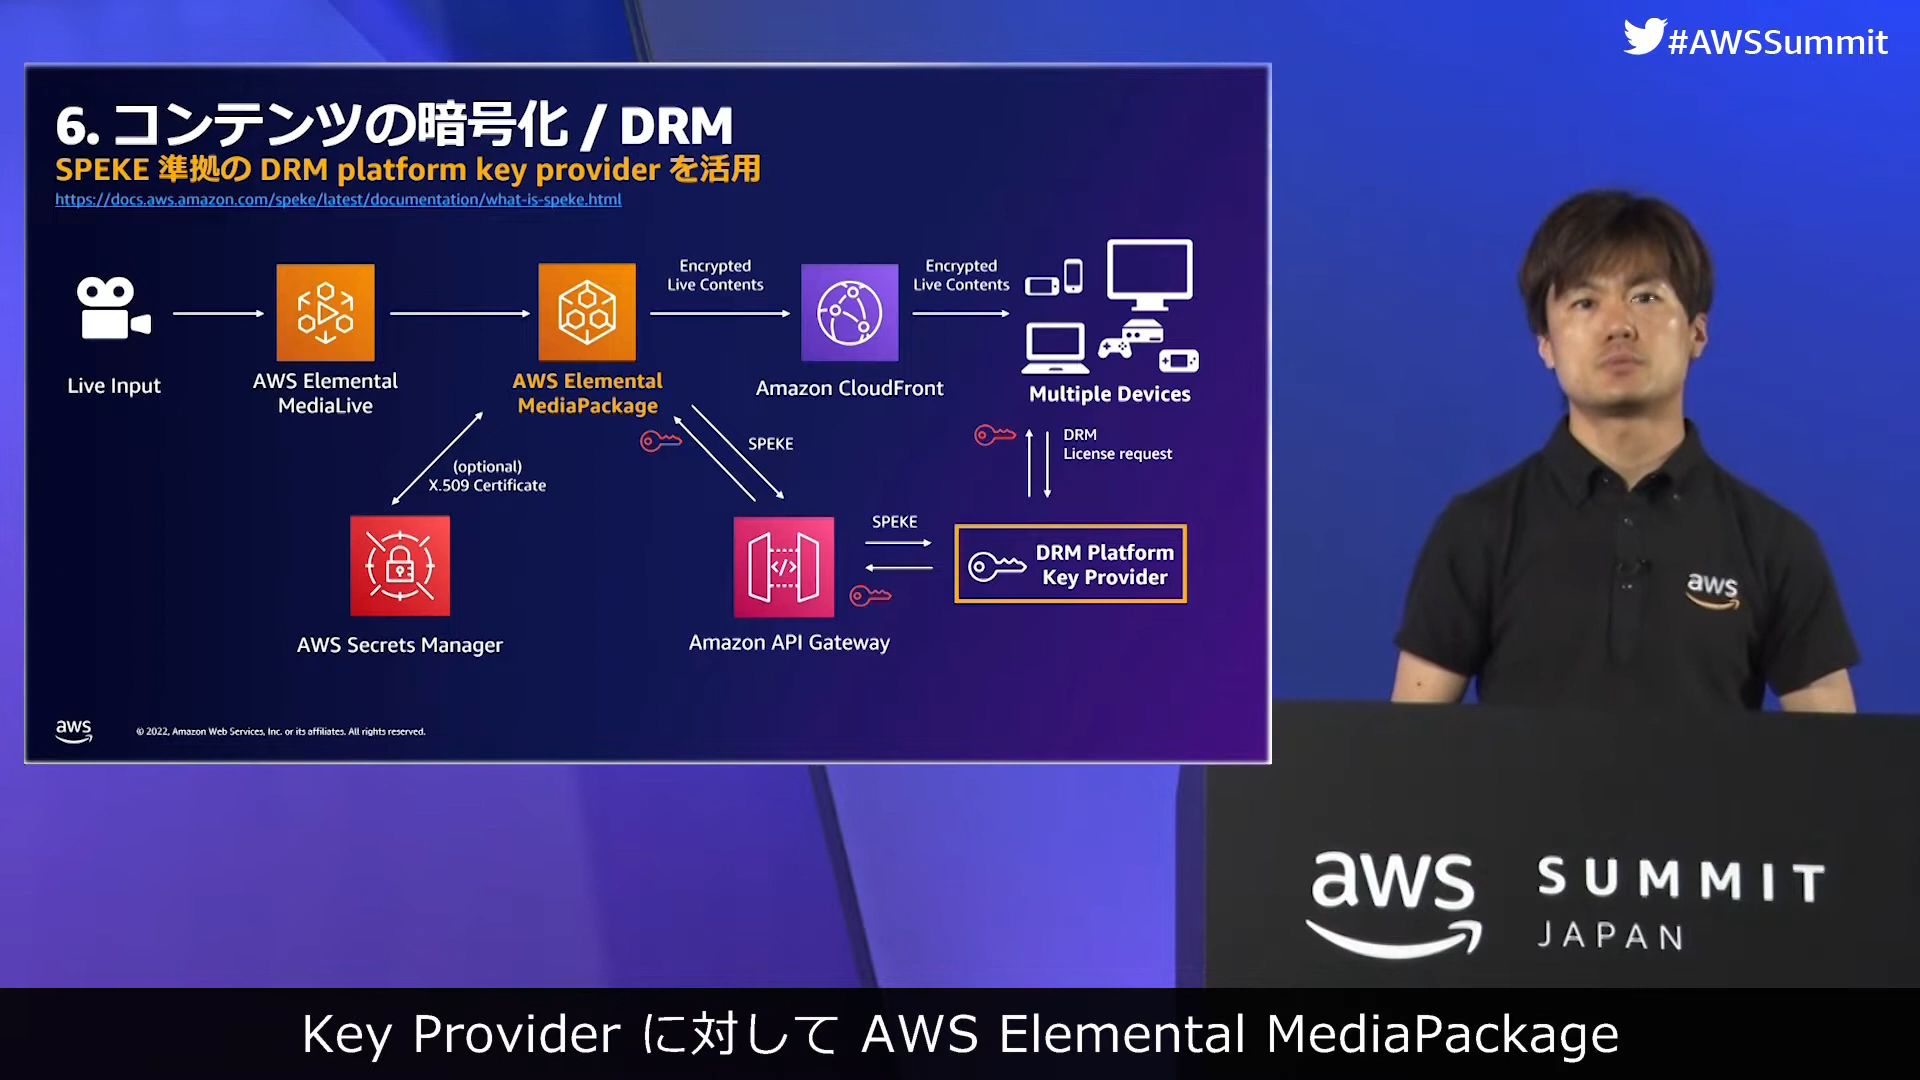 #AWSSummit
6. コンテンツの暗号化 / DRM
SPEKE 準拠の DRM platform key provider を活用
https://docs.aws.amazon.com/speke/latest/documentation/what-is-speke.html
Live Input
AWS Elemental
MediaLive
AWS Elemental
MediaPackage
Encrypted
Live Contents
Amazon CloudFront
Encrypted
Live Contents
Multiple Devices
(optional)
X.509 Certificate
SPEKE
DRM
License request
AWS Secrets Manager
Amazon API Gateway
SPEKE
DRM Platform
Key Provider
aws
© 2022, Amazon Web Services, Inc. or its affiliates. All rights reserved.
aws
aws SUMMIT
JAPAN
Key Provider に対して AWS Elemental MediaPackage